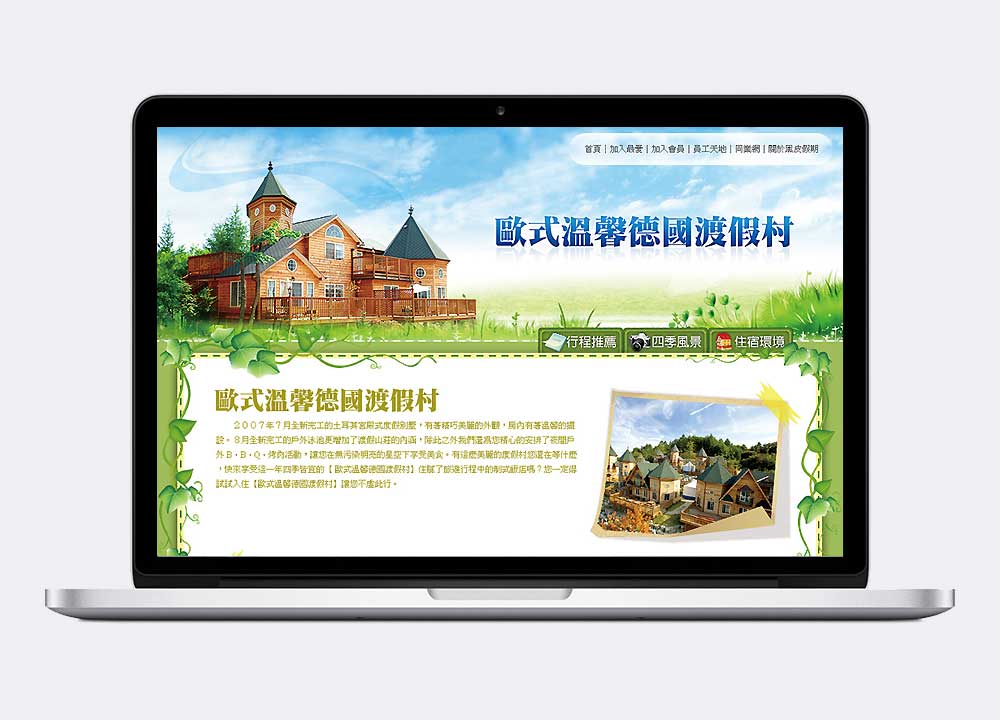 首頁 | 加入最愛 | 加入會員 | 員工天地 | 同業網 | 關於黑皮假期
歐式溫馨德國渡假村
行程推薦 四季風景 住宿環境
歐式溫馨德國渡假村
２００７年７月全新完工的土耳其宮殿式度假別墅，有著精巧美麗的外觀，房內有著溫馨的擺
設。８月全新完工的戶外泳池更增加了渡假山莊的內涵，除此之外我們還為您精心的安排了夜間戶
外Ｂ‧Ｂ‧Ｑ‧烤肉活動，讓您在無污染明亮的星空下享受美食。有這麼美麗的度假村您還在等什麼
，快來享受這一年四季皆宜的【歐式溫馨德國渡假村】住膩了旅遊行程中的制式飯店嗎？您一定得
試試入住【歐式溫馨德國渡假村】讓您不虛此行。